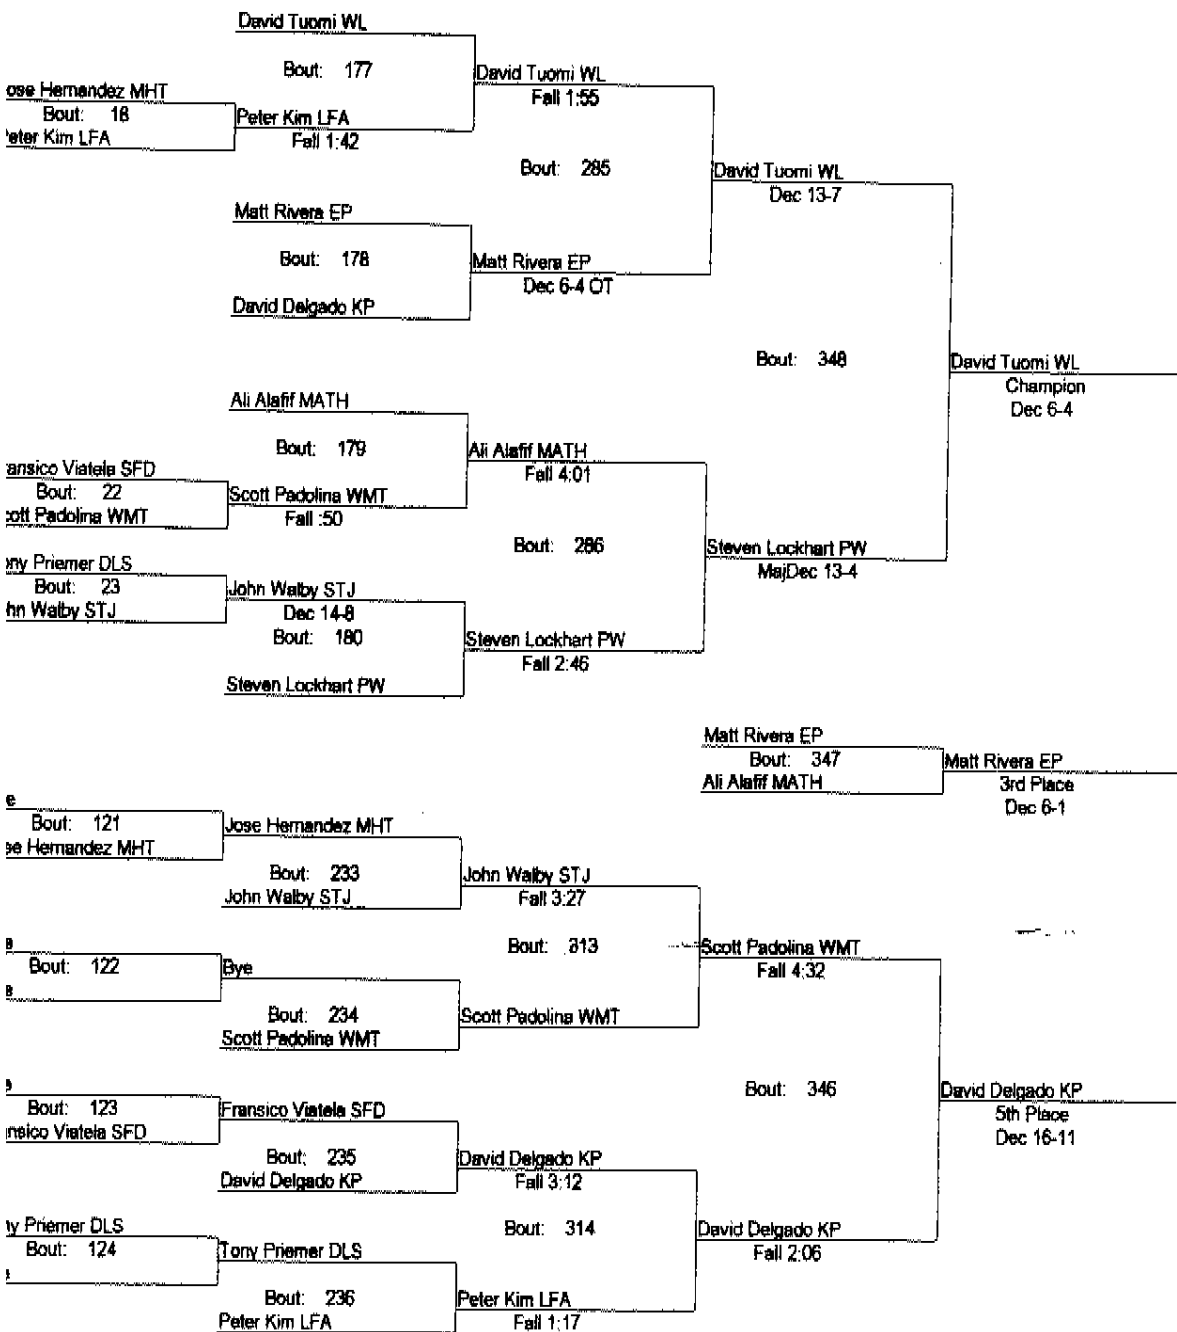 David Tuomi WL
Bout: 177
David Tuomi WL
Fall 1:55
ose Hernandez MHT
Bout: 18
Peter Kim LFA
Peter Kim LFA
Fall 1:42
Bout: 285
David Tuomi WL
Dec 13-7
Matt Rivera EP
Bout: 178
Matt Rivera EP
Dec 6-4 OT
David Delgado KP
Bout: 348
David Tuomi WL
Champion
Dec 6-4
Ali Alafif MATH
Bout: 179
Ali Alafif MATH
Fall 4:01
ansico Viatela SFD
Bout: 22
cott Padolina WMT
Scott Padolina WMT
Fall :50
Bout: 286
Steven Lockhart PW
MajDec 13-4
ony Priemer DLS
Bout: 23
hn Walby STJ
John Walby STJ
Dec 14-8
Bout: 180
Steven Lockhart PW
Fall 2:46
Steven Lockhart PW
Matt Rivera EP
Bout: 347
Ali Alafif MATH
Matt Rivera EP
3rd Place
Dec 6-1
e
Bout: 121
se Hernandez MHT
Jose Hernandez MHT
Bout: 233
John Walby STJ
John Walby STJ
Fall 3:27
Bout: 313
Scott Padolina WMT
Fall 4:32
e
Bout: 122
e
Bye
Bout: 234
Scott Padolina WMT
Scott Padolina WMT
Bout: 346
David Delgado KP
5th Place
Dec 16-11
e
Bout: 123
nsico Viatela SFD
Fransico Viatela SFD
Bout: 235
David Delgado KP
David Delgado KP
Fall 3:12
Bout: 314
David Delgado KP
Fall 2:06
ny Priemer DLS
Bout: 124
e
Tony Priemer DLS
Bout: 236
Peter Kim LFA
Peter Kim LFA
Fall 1:17